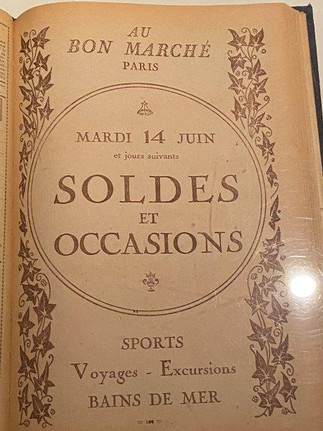 AU
BON MARCHÉ
PARIS
MARDI 14 JUIN
et jours suivants
SOLDES
ET
OCCASIONS
SPORTS
Voyages - Excursions
BAINS DE MER